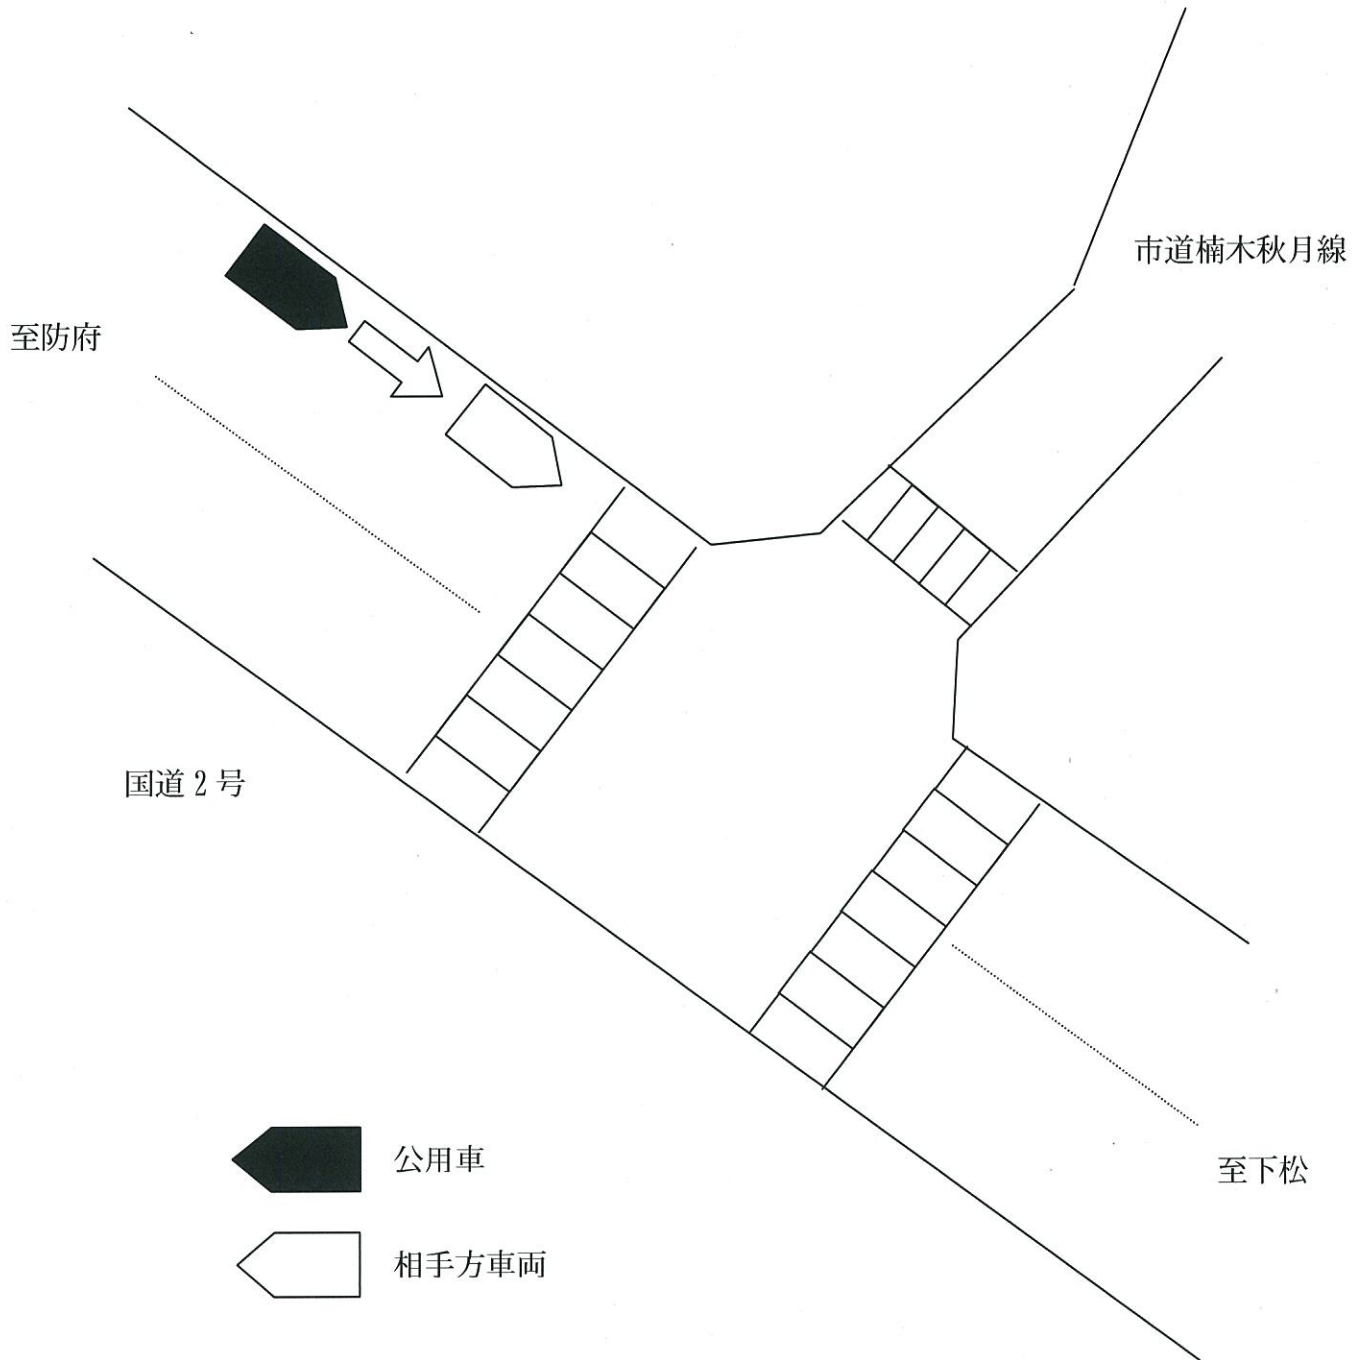 市道楠木秋月線
至防府
国道2号
公用車
至下松
相手方車両